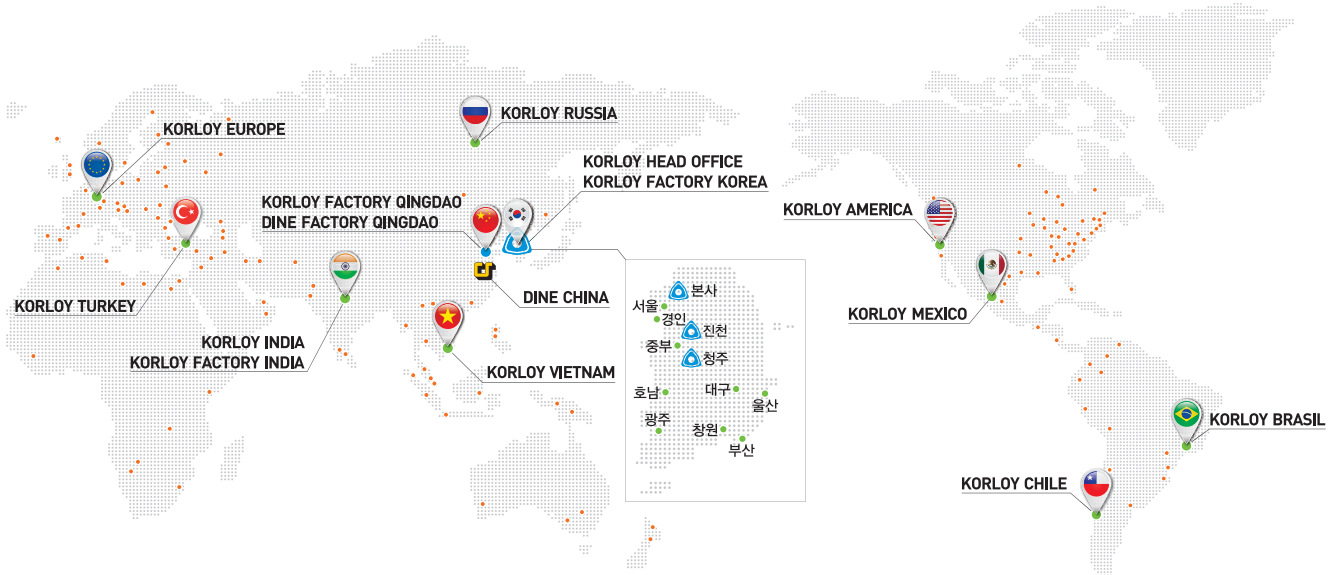 KORLOY EUROPE
KORLOY RUSSIA
KORLOY HEAD OFFICE
KORLOY FACTORY KOREA
KORLOY FACTORY QINGDAO
DINE FACTORY QINGDAO
KORLOY AMERICA
DINE CHINA
KORLOY TURKEY
KORLOY MEXICO
KORLOY INDIA
KORLOY FACTORY INDIA
KORLOY VIETNAM
본사
서울
경인
진천
중부
청주
호남
대구
울산
광주
창원
부산
KORLOY BRASIL
KORLOY CHILE